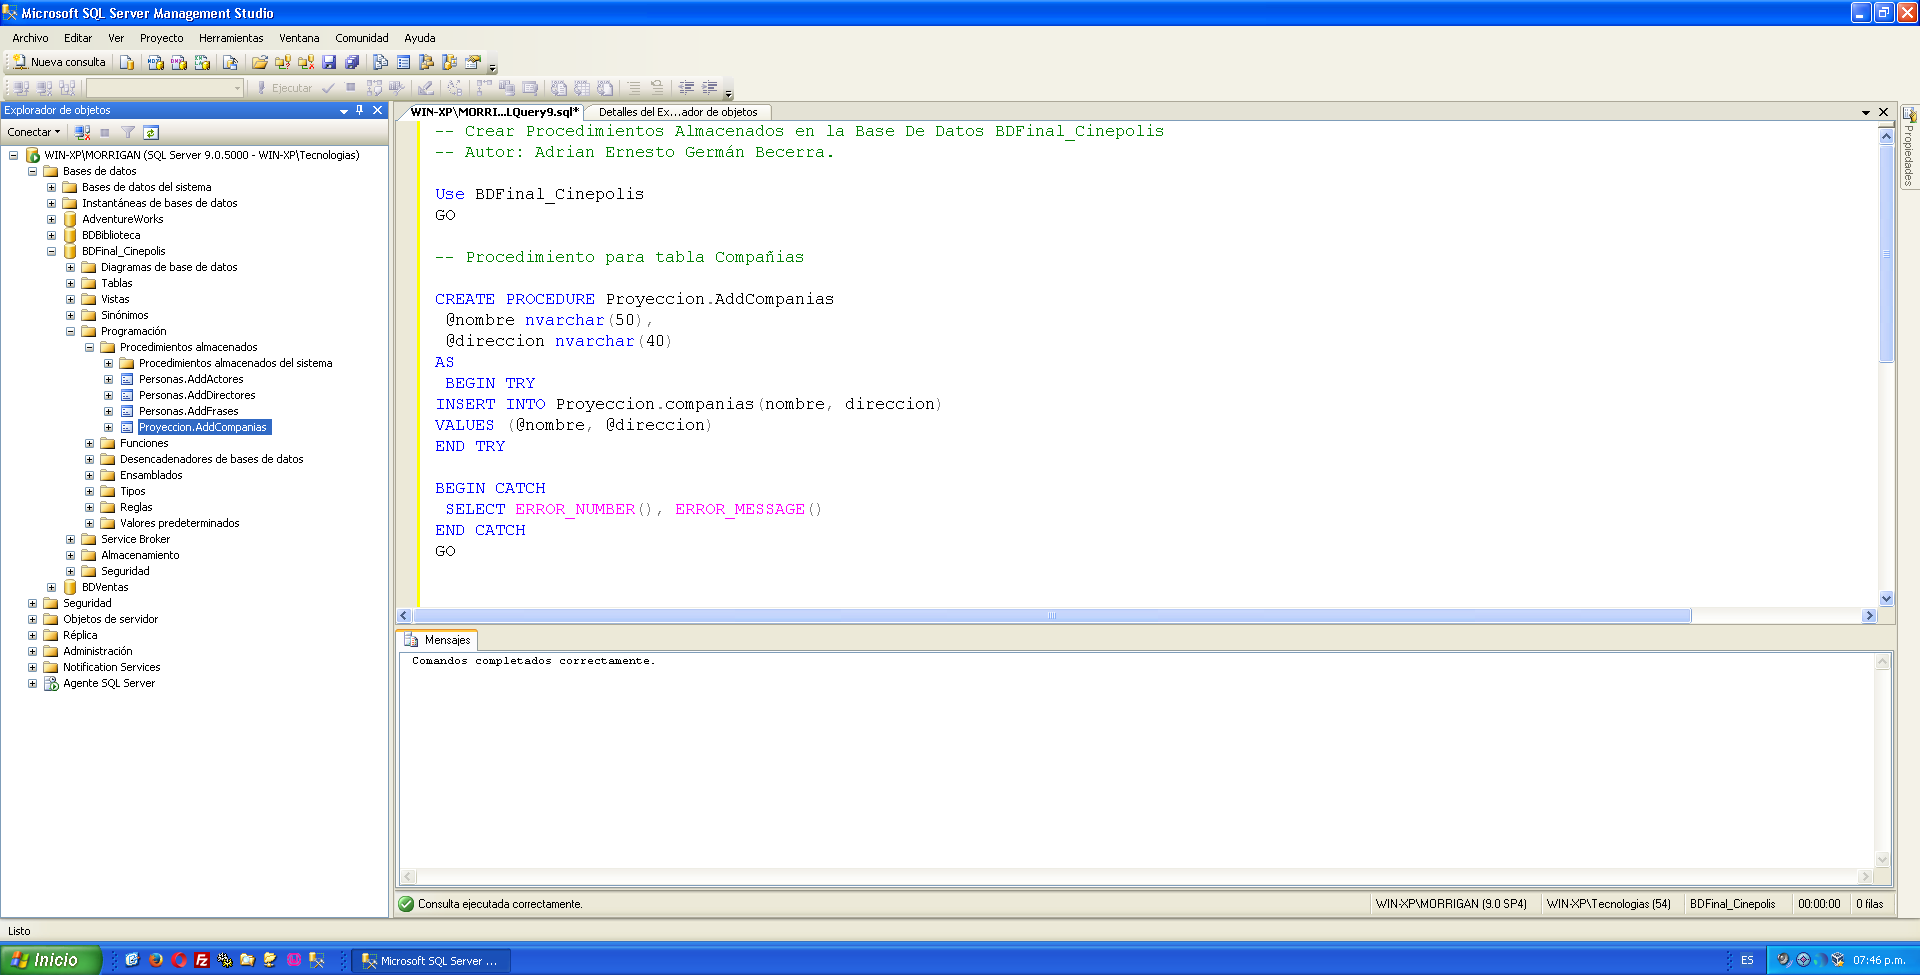 Microsoft SQL Server Management Studio
Archivo Editar Ver Proyecto Herramientas Ventana Comunidad Ayuda
Nueva consulta
Ejecutar
Explorador de objetos
Conectar
WIN-XP\MORRIGAN (SQL Server 9.0.5000 - WIN-XP\Tecnologias)
Bases de datos
Bases de datos del sistema
Instantáneas de bases de datos
AdventureWorks
BDBiblioteca
BDFinal_Cinepolis
Diagramas de base de datos
Tablas
Vistas
Sinónimos
Programación
Procedimientos almacenados
Procedimientos almacenados del sistema
Personas.AddActores
Personas.AddDirectores
Personas.AddFrases
Proyeccion.AddCompanias
Funciones
Desencadenadores de bases de datos
Ensamblados
Tipos
Reglas
Valores predeterminados
Service Broker
Almacenamiento
Seguridad
BDVentas
Seguridad
Objetos de servidor
Réplica
Administración
Notification Services
Agente SQL Server
WIN-XP\MORRI...LQuery9.sql* Detalles del Ex...ador de objetos
-- Crear Procedimientos Almacenados en la Base De Datos BDFinal_Cinepolis
-- Autor: Adrian Ernesto Germán Becerra.
Use BDFinal_Cinepolis
GO
-- Procedimiento para tabla Compañias
CREATE PROCEDURE Proyeccion.AddCompanias
@nombre nvarchar(50),
@direccion nvarchar(40)
AS
BEGIN TRY
INSERT INTO Proyeccion.companias(nombre, direccion)
VALUES (@nombre, @direccion)
END TRY
BEGIN CATCH
SELECT ERROR_NUMBER(), ERROR_MESSAGE()
END CATCH
GO
Propiedades
Mensajes
Comandos completados correctamente.
Consulta ejecutada correctamente. WIN-XP\MORRIGAN (9.0 SP4) WIN-XP\Tecnologias (54) BDFinal_Cinepolis 00:00:00 0 filas
Listo
Inicio Microsoft SQL Server ... ES 07:46 p.m.